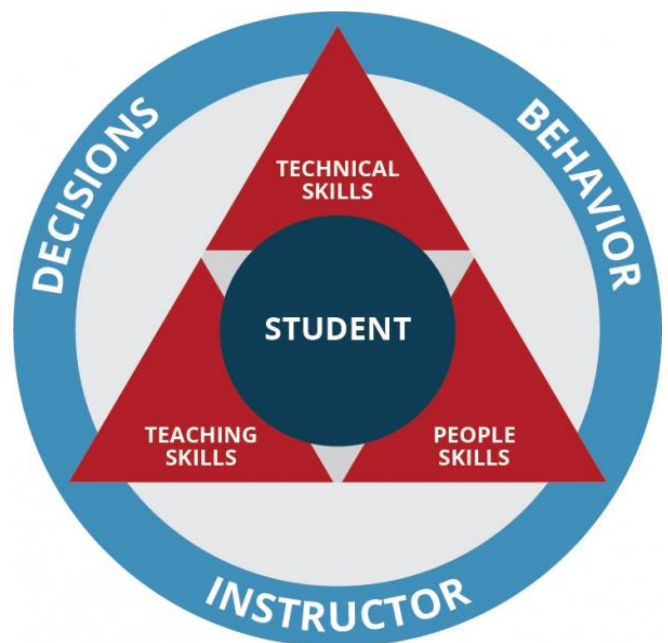 DECISIONS
BEHAVIOR
TECHNICAL
SKILLS
STUDENT
TEACHING
SKILLS
PEOPLE
SKILLS
INSTRUCTOR